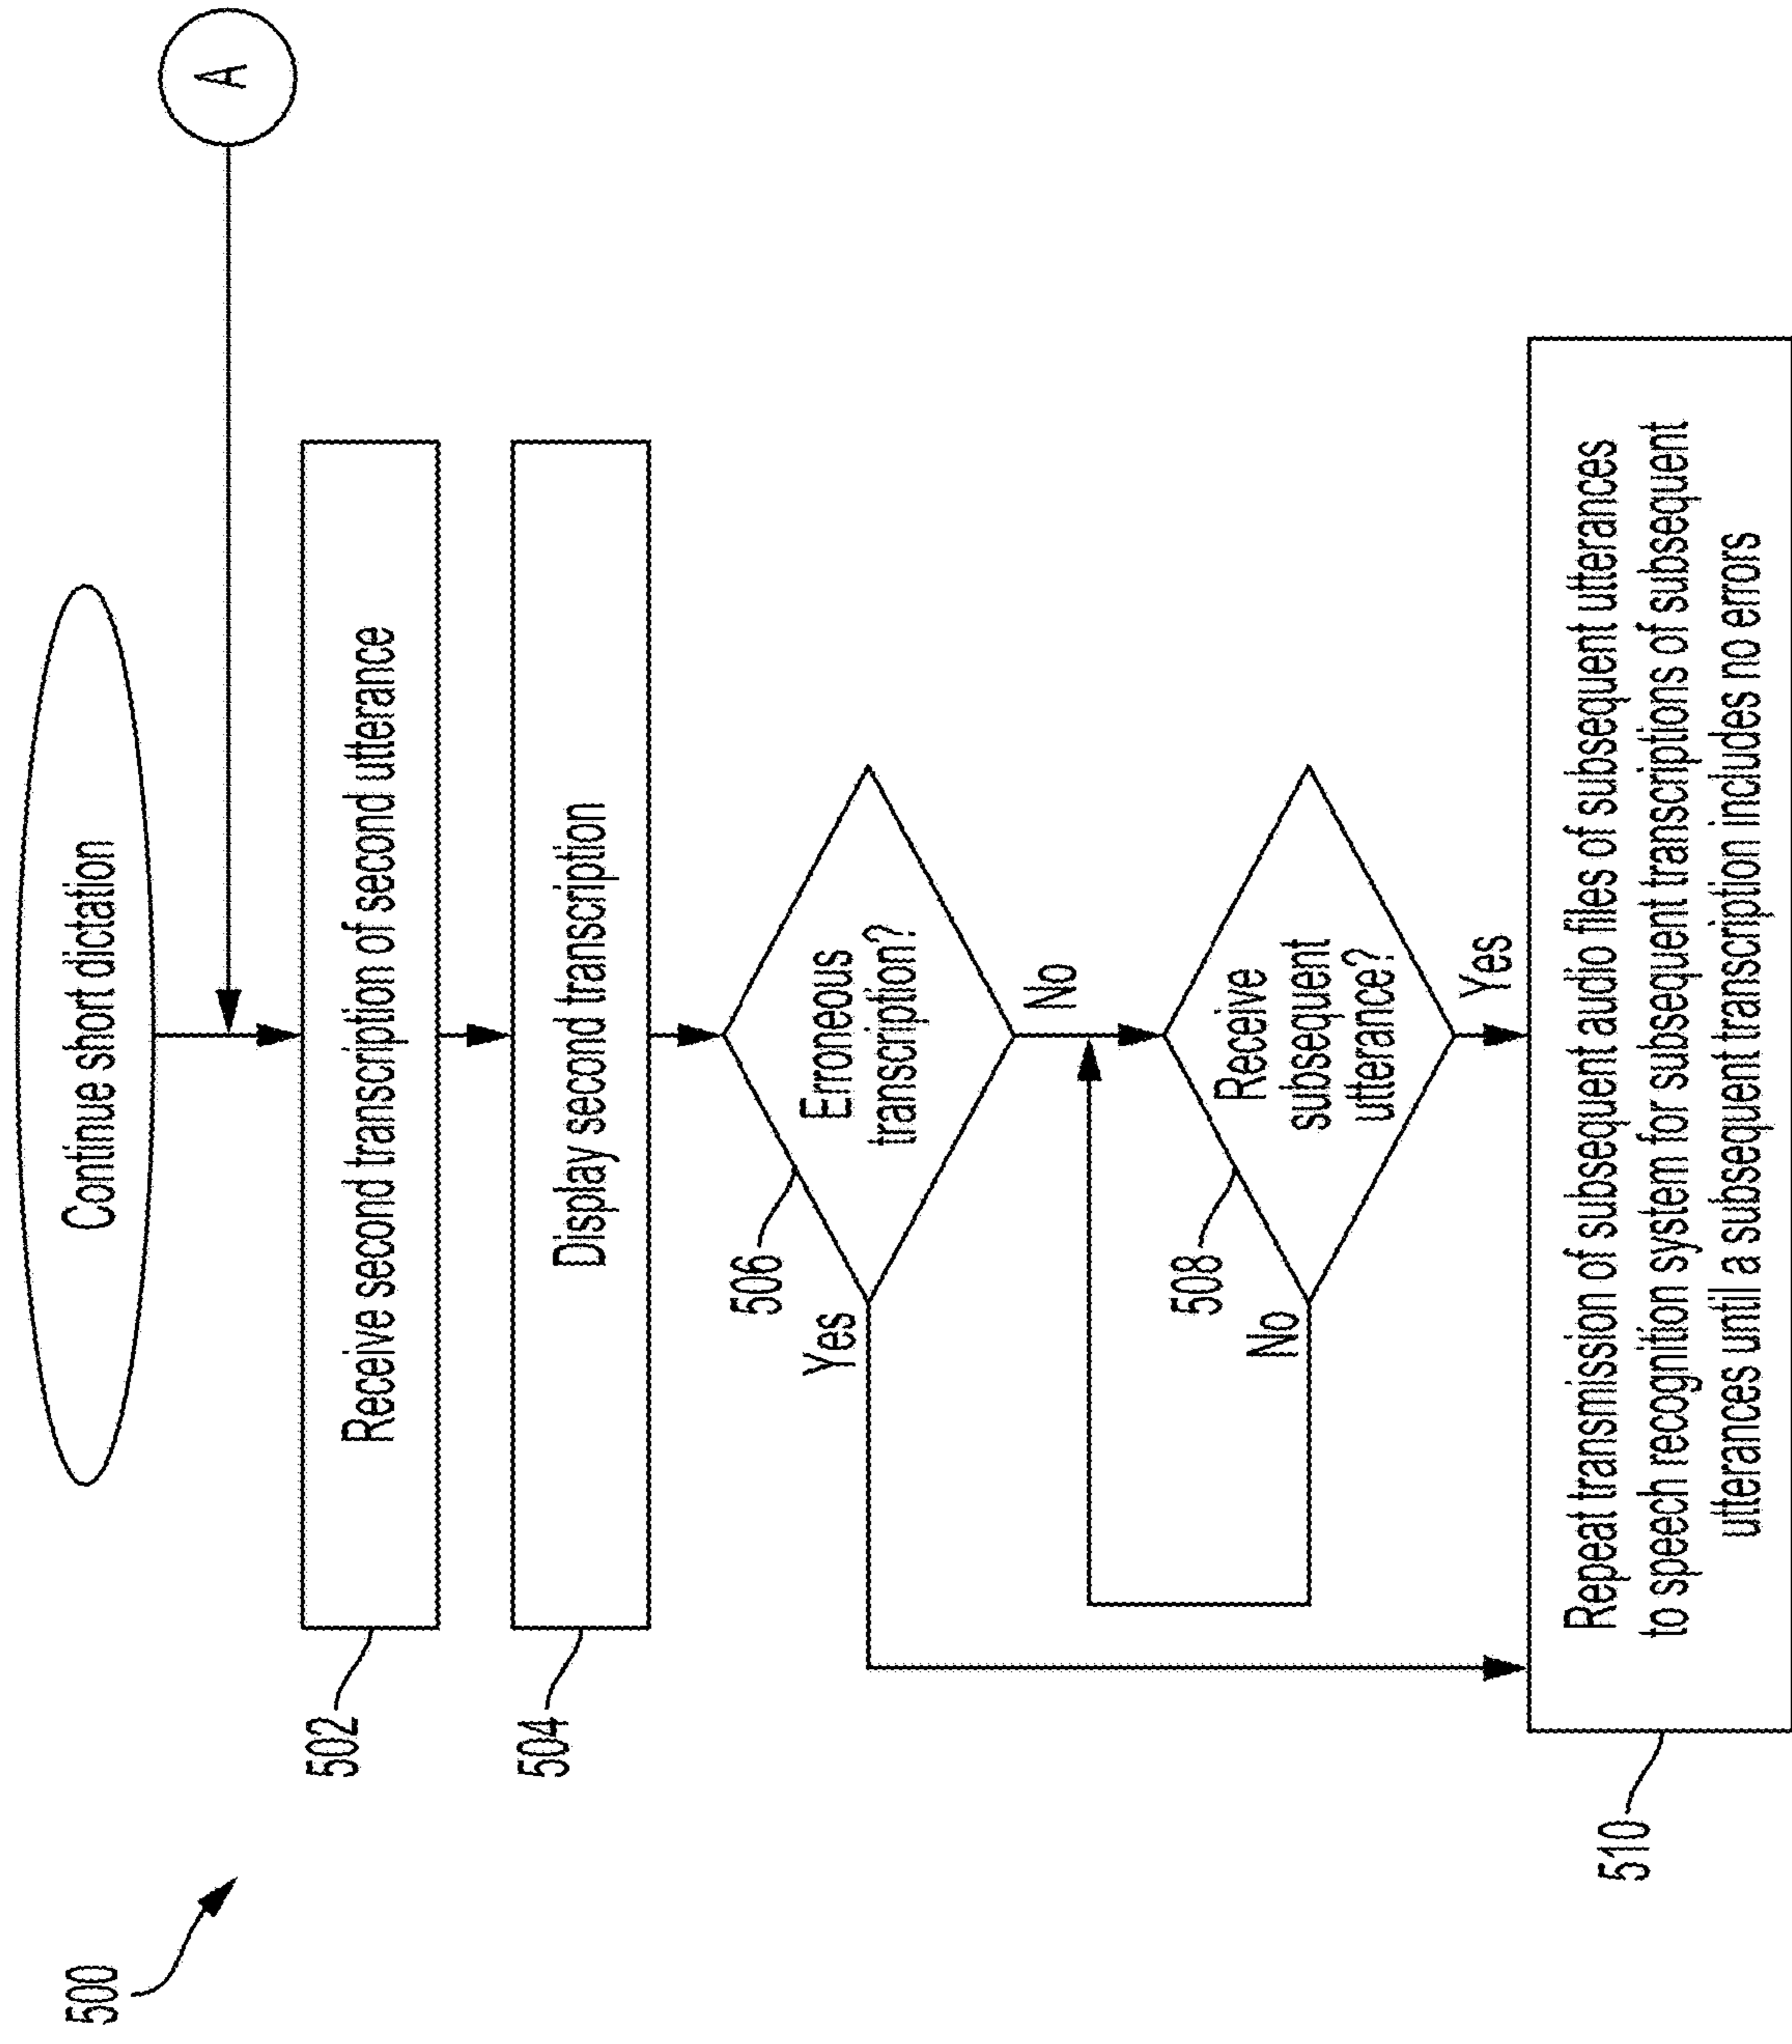 500
Continue short dictation
A
502
Receive second transcription of second utterance
504
Display second transcription
506
Erroneous
transcription?
Yes
No
508
Receive
subsequent
utterance?
No
Yes
510
Repeat transmission of subsequent audio files of subsequent utterances
to speech recognition system for subsequent transcriptions of subsequent
utterances until a subsequent transcription includes no errors